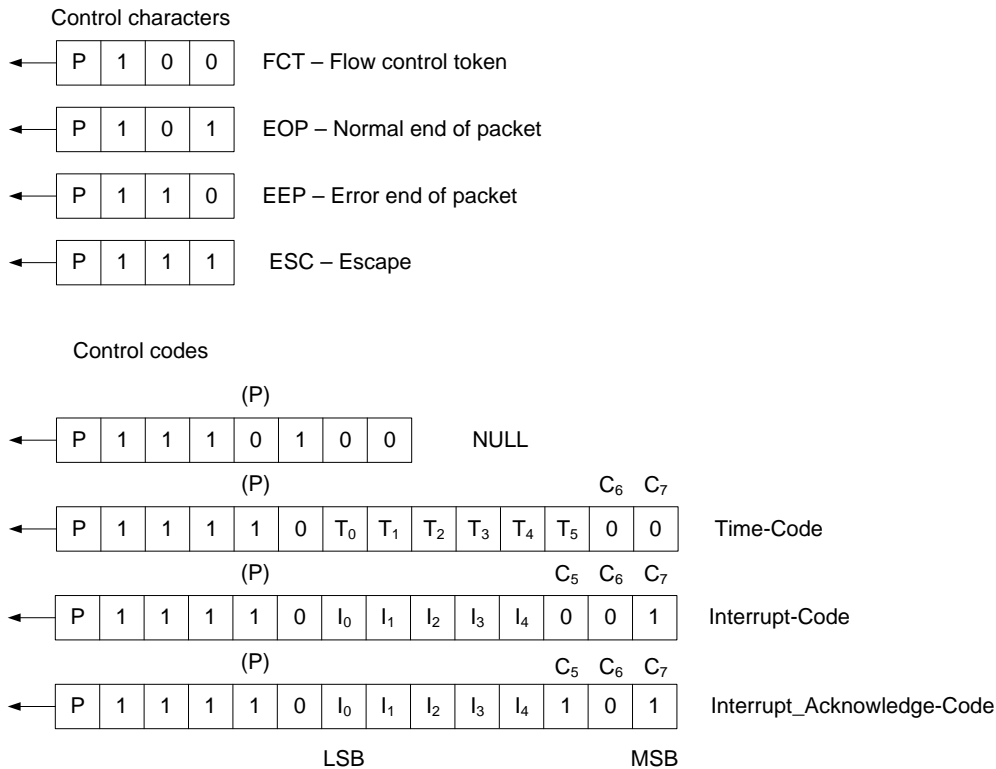 Control characters
P 1 0 0 FCT – Flow control token
P 1 0 1 EOP – Normal end of packet
P 1 1 0 EEP – Error end of packet
P 1 1 1 ESC – Escape
Control codes
(P)
P 1 1 1 0 1 0 0 NULL
(P) C₆ C₇
P 1 1 1 1 0 T₀ T₁ T₂ T₃ T₄ T₅ 0 0 Time-Code
(P) C₅ C₆ C₇
P 1 1 1 1 0 I₀ I₁ I₂ I₃ I₄ 0 0 1 Interrupt-Code
(P) C₅ C₆ C₇
P 1 1 1 1 0 I₀ I₁ I₂ I₃ I₄ 1 0 1 Interrupt_Acknowledge-Code
LSB MSB